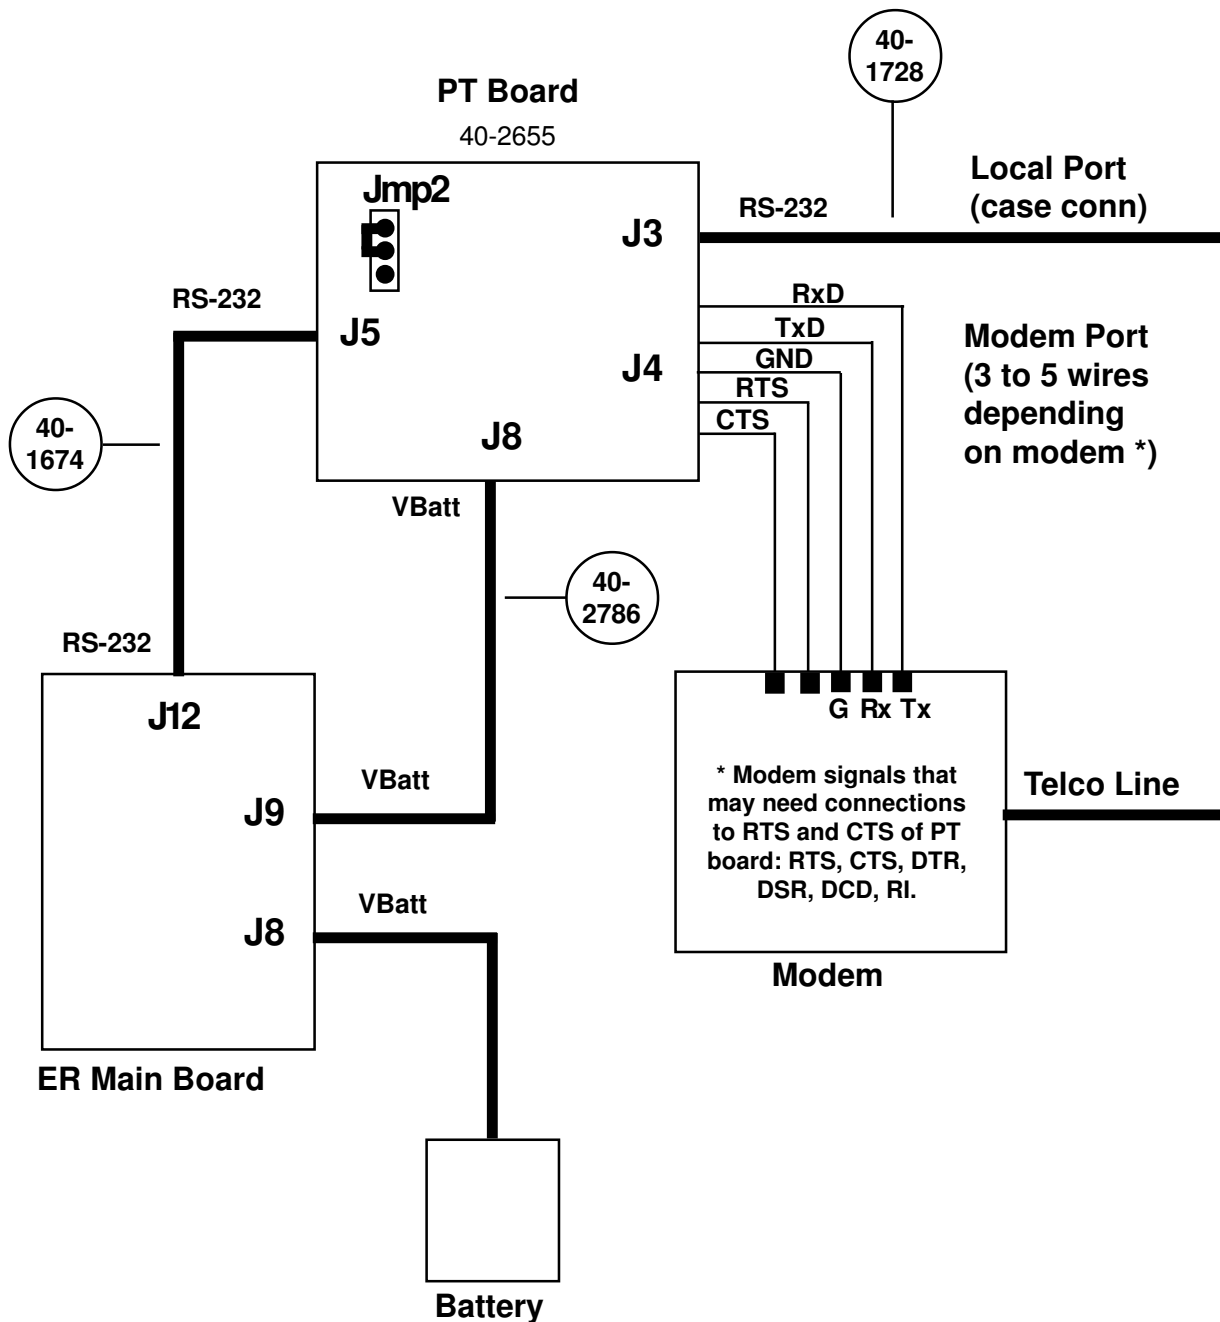 40-
1728
PT Board
40-2655
Local Port
(case conn)
Jmp2
RS-232
J3
RS-232
RxD
J5
TxD
Modem Port
(3 to 5 wires
depending
on modem *)
GND
J4
RTS
CTS
40-
1674
J8
VBatt
40-
2786
RS-232
J12
G Rx Tx
VBatt
* Modem signals that
may need connections
to RTS and CTS of PT
board: RTS, CTS, DTR,
DSR, DCD, RI.
Telco Line
J9
VBatt
J8
Modem
ER Main Board
Battery